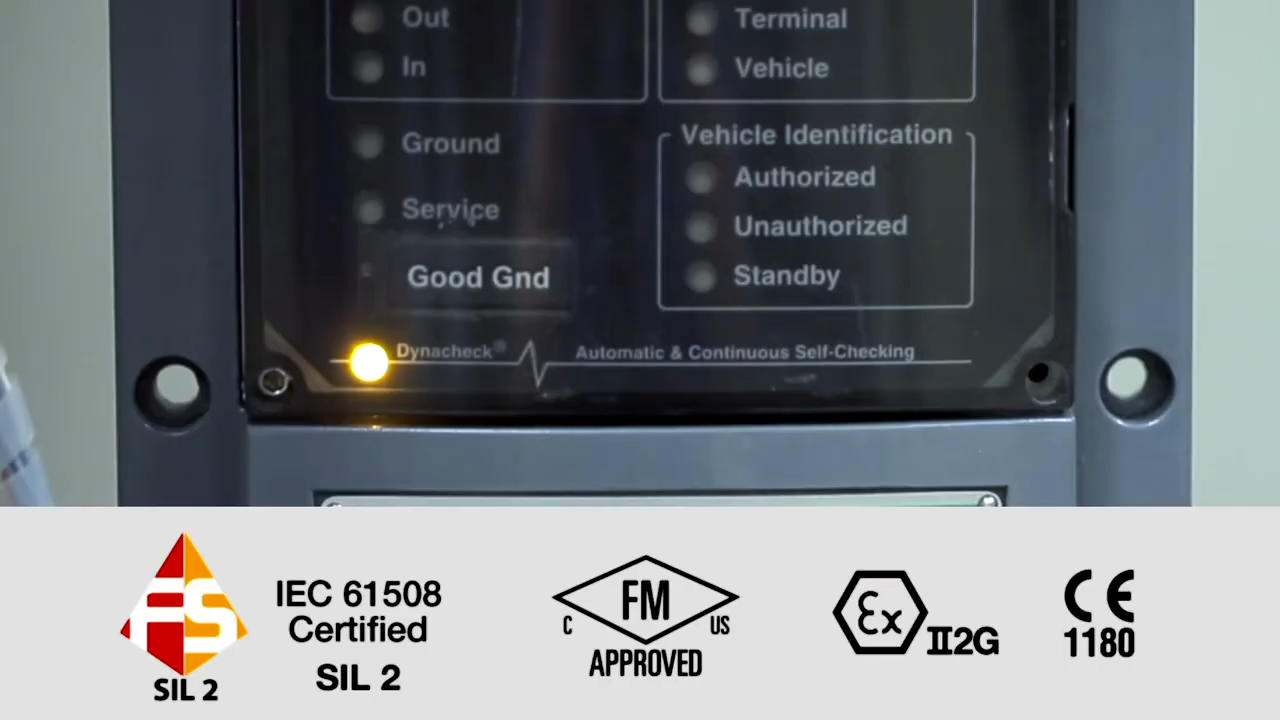 Out
In
Ground
Service
Good Gnd
Terminal
Vehicle
Vehicle Identification
Authorized
Unauthorized
Standby
Dynacheck®
Automatic & Continuous Self-Checking
FS
SIL 2
IEC 61508
Certified
SIL 2
FM
C US
APPROVED
Ex II2G
CE
1180